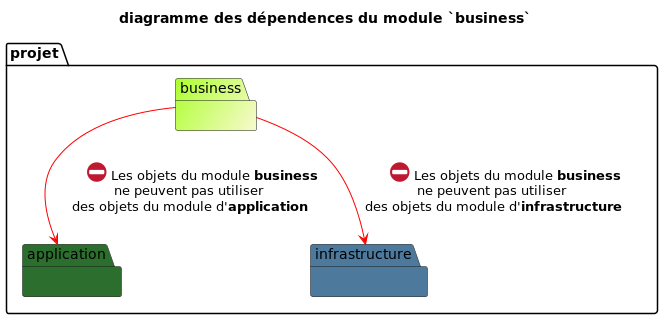 diagramme des dépendences du module `business`
projet
business
Les objets du module business
ne peuvent pas utiliser
des objets du module d'application
Les objets du module business
ne peuvent pas utiliser
des objets du module d'infrastructure
application
infrastructure